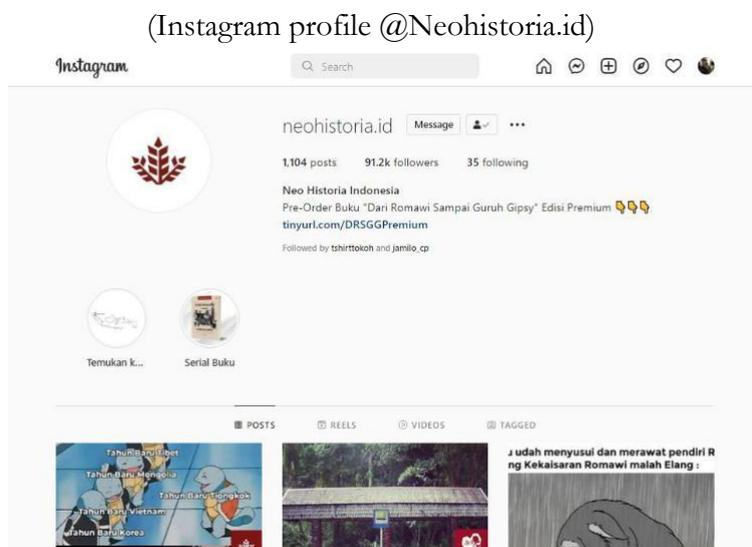 (Instagram profile @Neohistoria.id)
Instagram
Search
neohistoria.id Message
1,104 posts 91.2k followers 35 following
Neo Historia Indonesia
Pre-Order Buku "Dari Romawi Sampai Guruh Gipsy" Edisi Premium 👇👇👇
tinyurl.com/DRSGGPremium
Followed by tshirttokoh and jamilo_cp
Temukan k... Serial Buku
POSTS REELS VIDEOS TAGGED
Tahun Baru Tibet
Tahun Baru Mongolia
Tahun Baru Tiongkok
Tahun Baru Vietnam
Tahun Baru Korea
udah menyusui dan merawat pendiri R
ng Kekaisaran Romawi malah Elang :